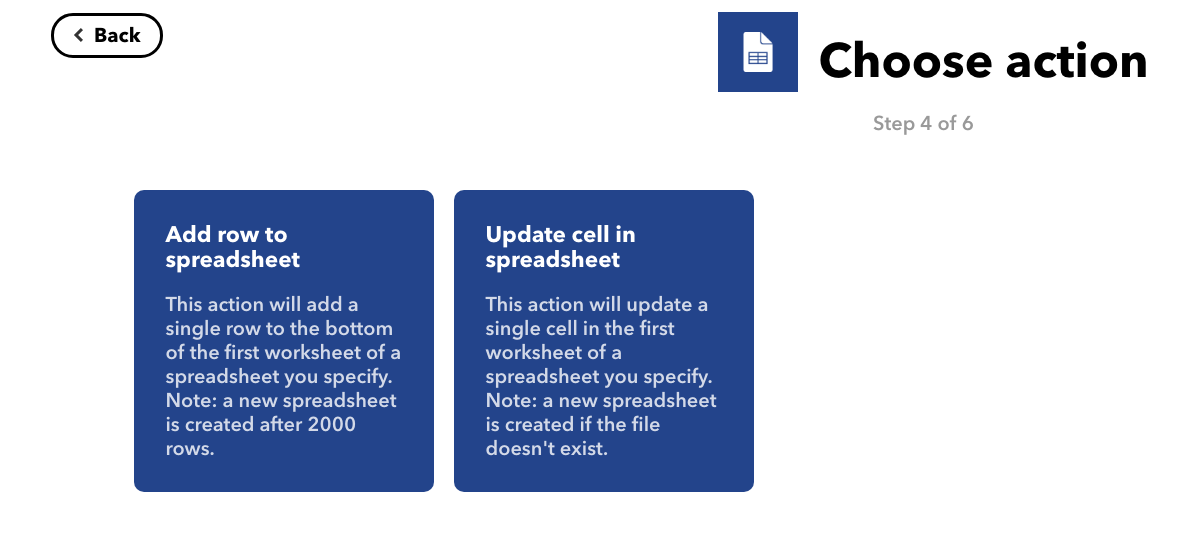 Back
Choose action
Step 4 of 6
Add row to
spreadsheet
This action will add a
single row to the bottom
of the first worksheet of a
spreadsheet you specify.
Note: a new spreadsheet
is created after 2000
rows.
Update cell in
spreadsheet
This action will update a
single cell in the first
worksheet of a
spreadsheet you specify.
Note: a new spreadsheet
is created if the file
doesn't exist.